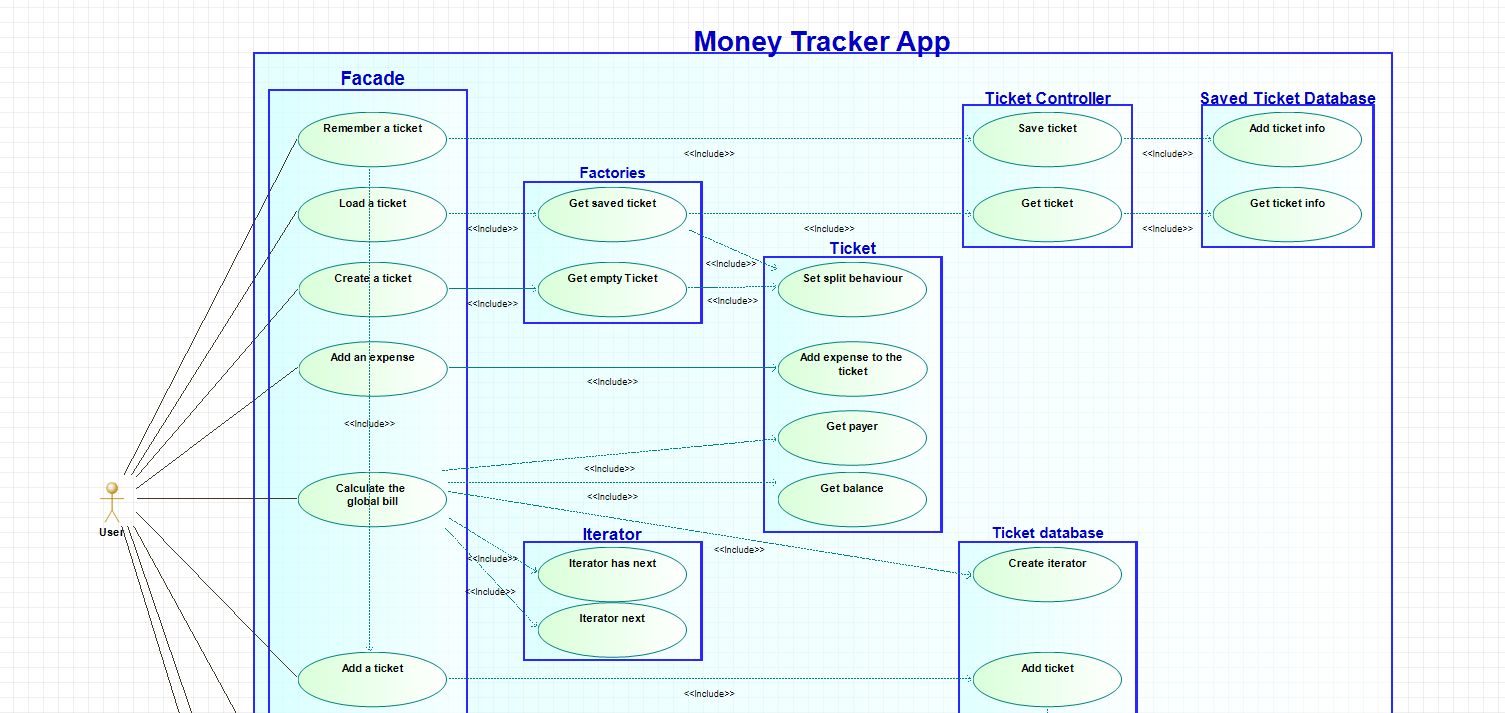 Money Tracker App
Facade
Ticket Controller
Saved Ticket Database
Remember a ticket
Save ticket
Add ticket info
<<Include>>
<<Include>>
Factories
Load a ticket
Get saved ticket
Get ticket
Get ticket info
<<Include>>
<<Include>>
<<Include>>
Ticket
<<Include>>
Create a ticket
Get empty Ticket
Set split behaviour
<<Include>>
<<Include>>
Add an expense
Add expense to the
ticket
<<Include>>
<<Include>>
Get payer
<<Include>>
Calculate the
global bill
Get balance
<<Include>>
User
Iterator
Ticket database
<<Include>>
<<Include>>
Iterator has next
Create iterator
<<Include>>
Iterator next
Add a ticket
Add ticket
<<Include>>